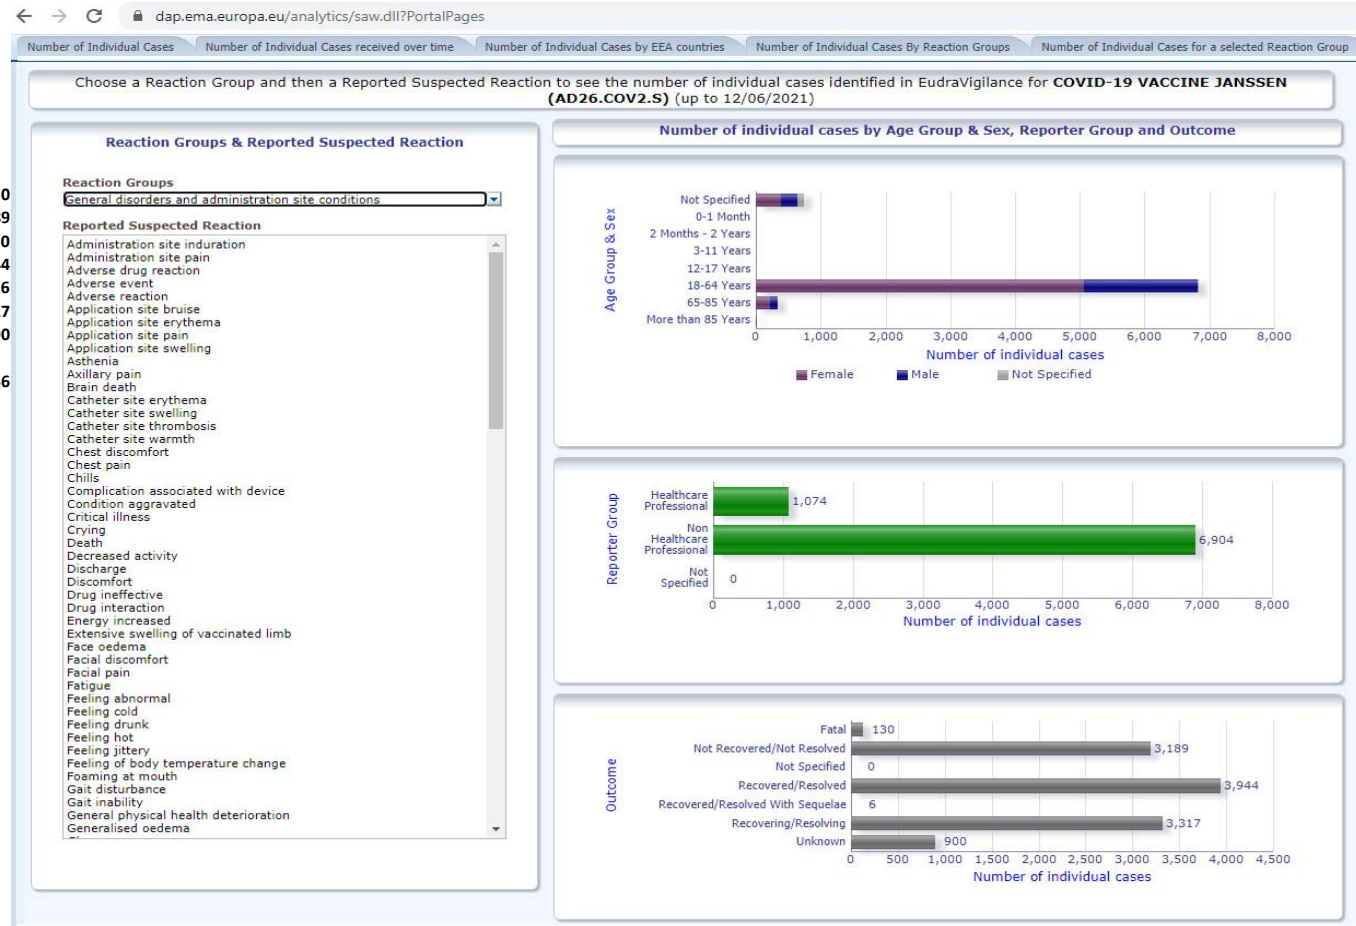 dap.ema.europa.eu/analytics/saw.dll?PortalPages
Number of Individual Cases
Number of Individual Cases received over time
Number of Individual Cases by EEA countries
Number of Individual Cases By Reaction Groups
Number of Individual Cases for a selected Reaction Group
Choose a Reaction Group and then a Reported Suspected Reaction to see the number of individual cases identified in EudraVigilance for COVID-19 VACCINE JANSSEN
(AD26.COV2.S) (up to 12/06/2021)
Reaction Groups & Reported Suspected Reaction
Reaction Groups
General disorders and administration site conditions
Reported Suspected Reaction
Administration site induration
Administration site pain
Adverse drug reaction
Adverse event
Adverse reaction
Application site bruise
Application site erythema
Application site pain
Application site swelling
Asthenia
Axillary pain
Brain death
Catheter site erythema
Catheter site swelling
Catheter site thrombosis
Catheter site warmth
Chest discomfort
Chest pain
Chills
Complication associated with device
Condition aggravated
Critical illness
Crying
Death
Decreased activity
Discharge
Discomfort
Drug ineffective
Drug interaction
Energy increased
Extensive swelling of vaccinated limb
Face oedema
Facial discomfort
Facial pain
Fatigue
Feeling abnormal
Feeling cold
Feeling drunk
Feeling hot
Feeling jittery
Feeling of body temperature change
Foaming at mouth
Gait disturbance
Gait inability
General physical health deterioration
Generalised oedema
Number of individual cases by Age Group & Sex, Reporter Group and Outcome
Age Group & Sex
Not Specified
0-1 Month
2 Months - 2 Years
3-11 Years
12-17 Years
18-64 Years
65-85 Years
More than 85 Years
0 1,000 2,000 3,000 4,000 5,000 6,000 7,000 8,000
Number of individual cases
Female Male Not Specified
Reporter Group
Healthcare
Professional
1,074
Non
Healthcare
Professional
6,904
Not
Specified
0
0 1,000 2,000 3,000 4,000 5,000 6,000 7,000 8,000
Number of individual cases
Outcome
Fatal 130
Not Recovered/Not Resolved 3,189
Not Specified 0
Recovered/Resolved 3,944
Recovered/Resolved With Sequelae 6
Recovering/Resolving 3,317
Unknown 900
0 500 1,000 1,500 2,000 2,500 3,000 3,500 4,000 4,500
Number of individual cases